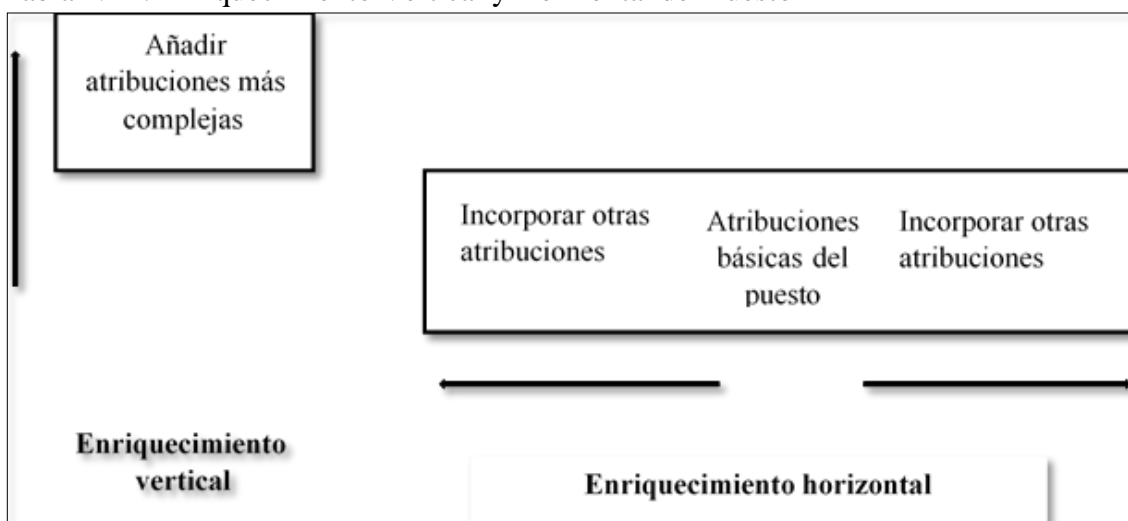 Añadir
atribuciones más
complejas
Incorporar otras
atribuciones
Atribuciones
básicas del
puesto
Incorporar otras
atribuciones
Enriquecimiento
vertical
Enriquecimiento horizontal